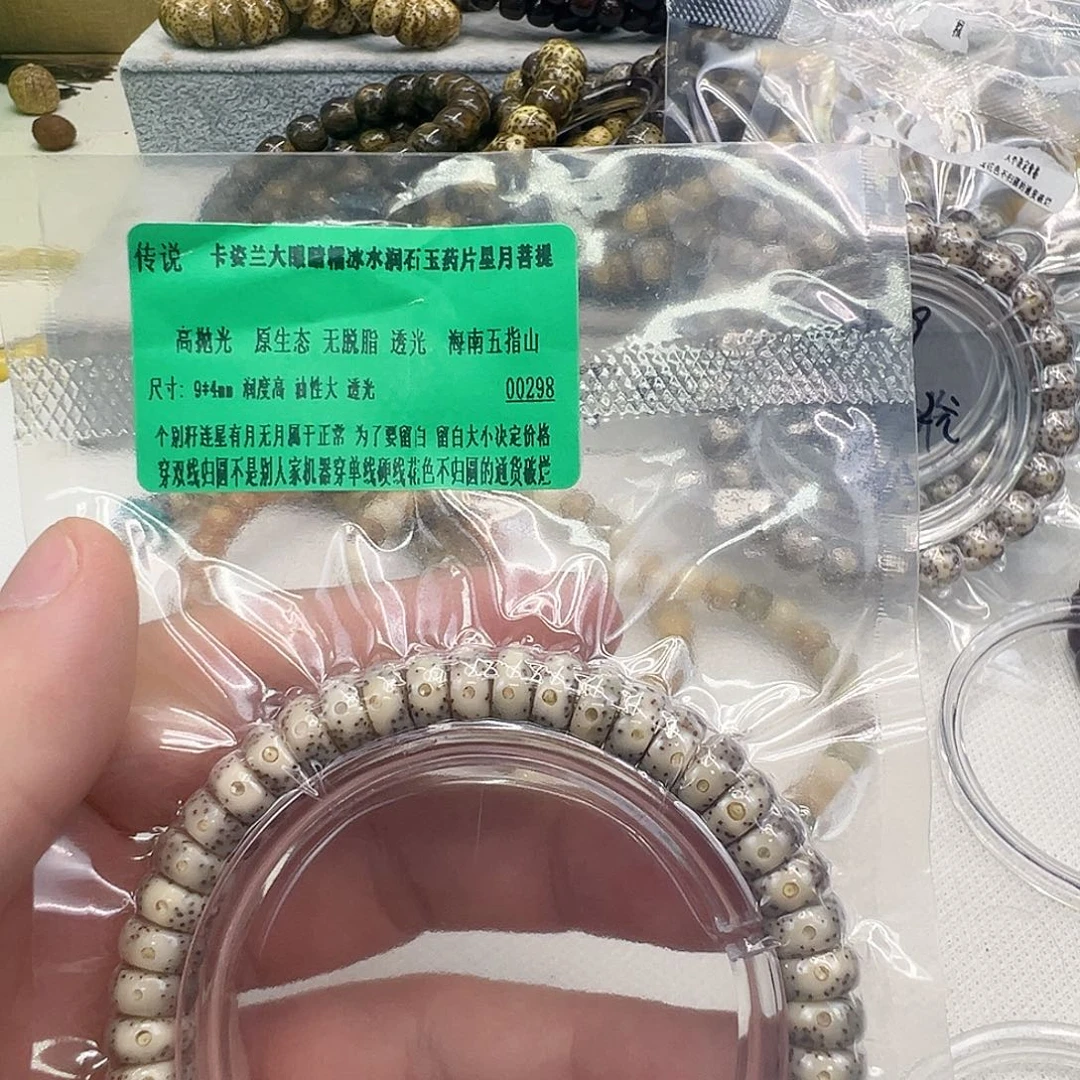 传说 卡姿兰大眼 帽冰水润石玉药片星月菩提
高抛光 原生态 无脱脂 透光 海南五指山
尺寸: 9*4mm 润度高 油性大 透光 00298
个别籽连星有月无月属于正常 为了要留白 留白大小决定价格
穿双线归圆不是别人家机器穿单线硬线花色不归圆的通货破烂